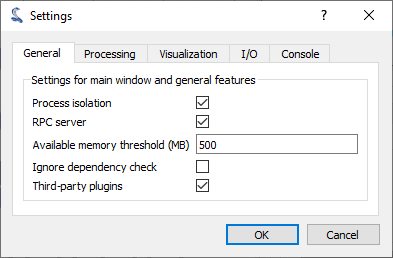 Settings
General Processing Visualization I/O Console
Settings for main window and general features
Process isolation
RPC server
Available memory threshold (MB) 500
Ignore dependency check
Third-party plugins
OK Cancel